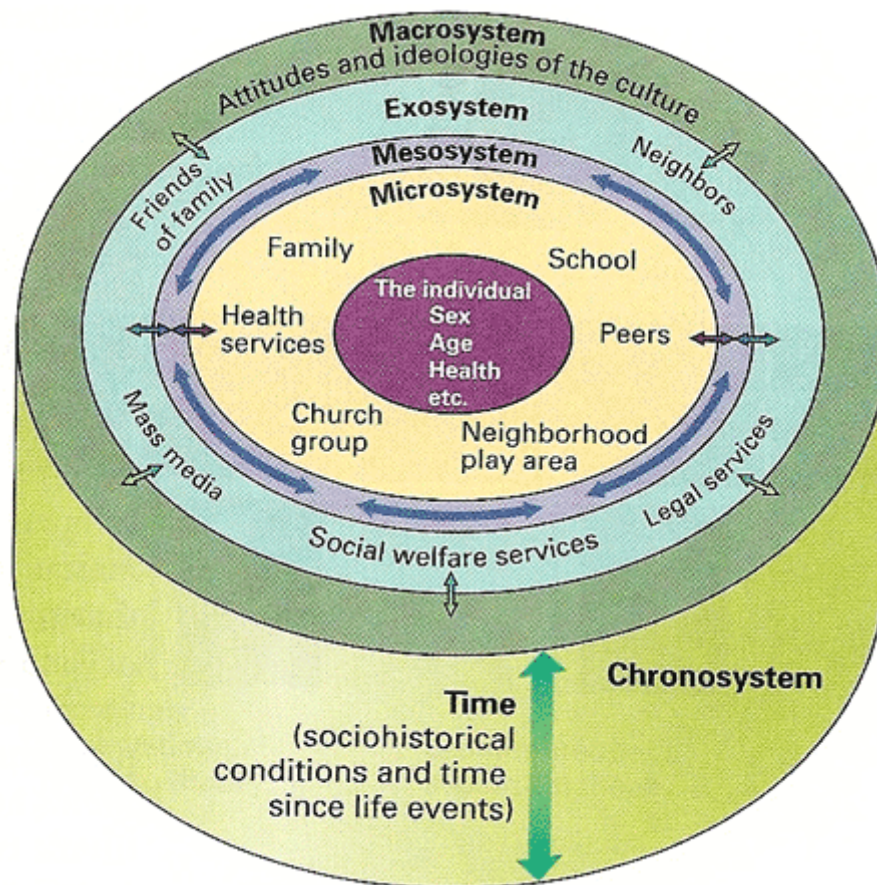 Macrosystem
Attitudes and ideologies of the culture
Exosystem
Mesosystem
Microsystem
Friends
of family
Neighbors
Family
School
The individual
Sex
Age
Health
etc.
Health
services
Peers
Church
group
Neighborhood
play area
Mass media
Legal services
Social welfare services
Chronosystem
Time
(sociohistorical
conditions and time
since life events)